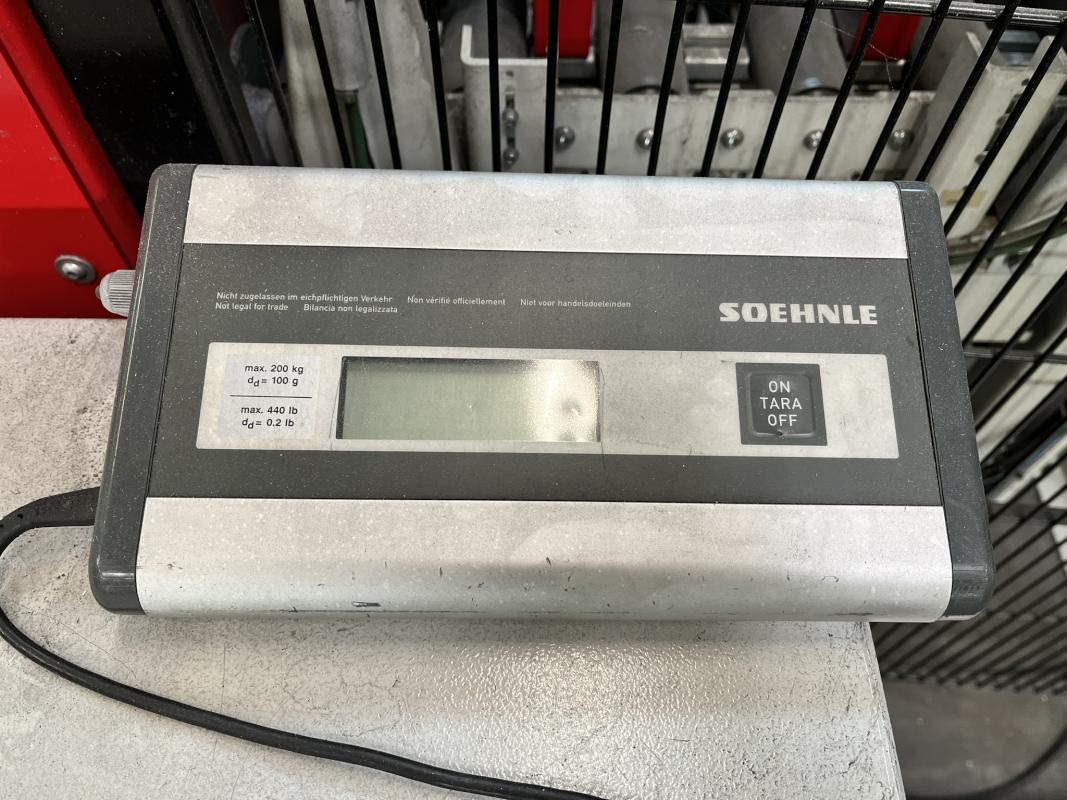 Nicht zugelassen im eichpflichtigen Verkehr Non vérifié officiellement Niet voor handelsdoeleinden
Not legal for trade Bilancia non legalizzata
SOEHNLE
max. 200 kg
dd= 100 g
max. 440 lb
dd= 0.2 lb
ON
TARA
OFF